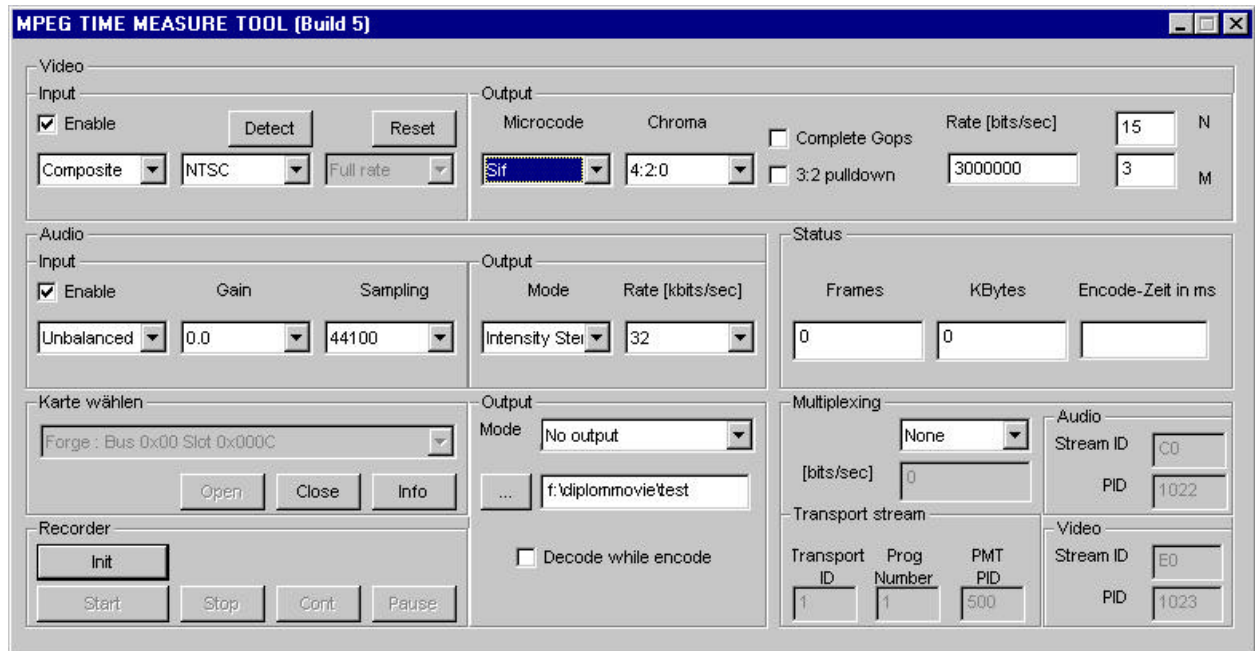 MPEG TIME MEASURE TOOL (Build 5)
Video
Input
Enable
Detect
Reset
Composite
NTSC
Full rate
Output
Microcode
Chroma
Sif
4:2:0
Complete Gops
3:2 pulldown
Rate [bits/sec]
3000000
15
N
3
M
Audio
Input
Enable
Gain
Sampling
Unbalanced
0.0
44100
Output
Mode
Rate [kbits/sec]
Intensity Ster
32
Status
Frames
KBytes
Encode-Zeit in ms
0
0
Karte wählen
Forge : Bus 0x00 Slot 0x000C
Open
Close
Info
Recorder
Init
Start
Stop
Cont
Pause
Output
Mode
No output
...
f:\diplommovie\test
Decode while encode
Multiplexing
None
[bits/sec]
0
Transport stream
Transport ID
Prog Number
PMT PID
1
1
500
Audio
Stream ID
C0
PID
1022
Video
Stream ID
E0
PID
1023